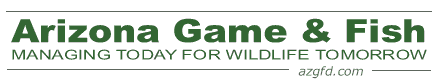 Arizona Game & Fish
MANAGING TODAY FOR WILDLIFE TOMORROW
azgfd.com